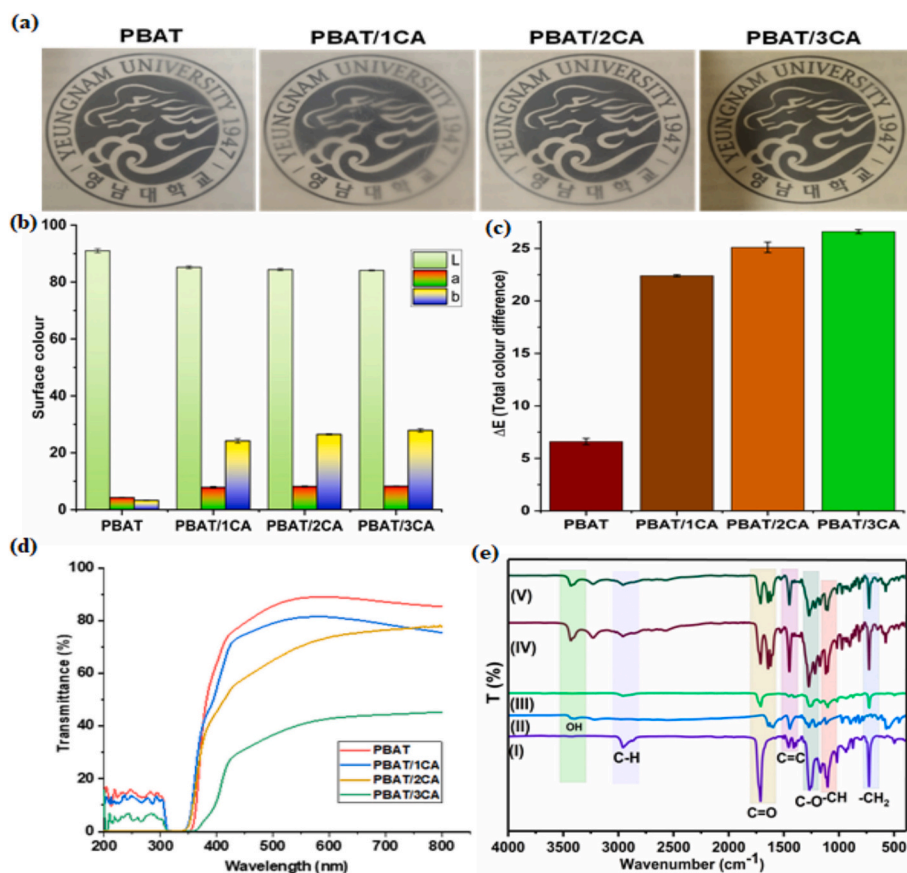 (a)
PBAT PBAT/1CA PBAT/2CA PBAT/3CA
YEUNGNAM UNIVERSITY 1947 영남대학교
YEUNGNAM UNIVERSITY 1947 영남대학교
YEUNGNAM UNIVERSITY 1947 영남대학교
YEUNGNAM UNIVERSITY 1947 영남대학교
(b)
Surface colour
100
80
60
40
20
0
L
a
b
PBAT PBAT/1CA PBAT/2CA PBAT/3CA
(c)
ΔE (Total colour difference)
25
20
15
10
5
0
PBAT PBAT/1CA PBAT/2CA PBAT/3CA
(d)
Transmittance (%)
100
80
60
40
20
0
PBAT
PBAT/1CA
PBAT/2CA
PBAT/3CA
200 300 400 500 600 700 800
Wavelength (nm)
(e)
T (%)
(V)
(IV)
(III)
(II)
(I)
OH
C-H
C=C
C=O
C-O
-CH
-CH₂
4000 3500 3000 2500 2000 1500 1000 500
Wavenumber (cm⁻¹)